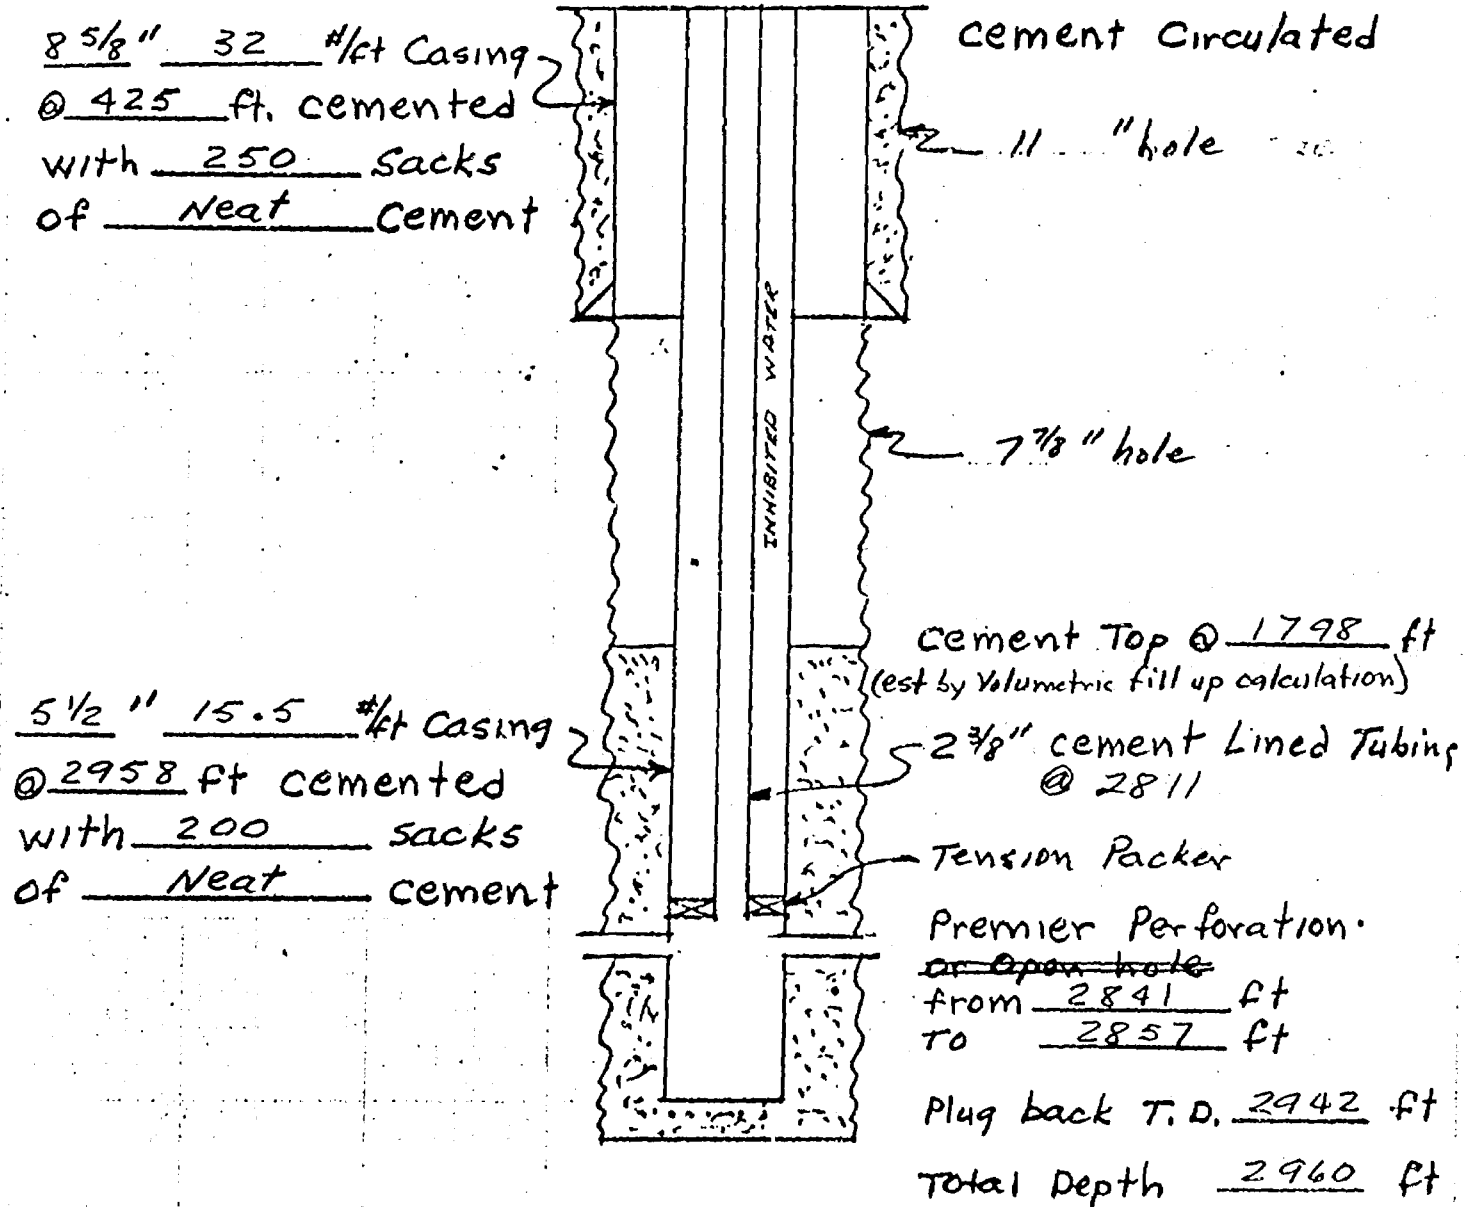 8 5/8" 32 #/ft Casing
@ 425 ft. cemented
with 250 Sacks
of Neat Cement
Cement Circulated
11 "hole
INHIBITED WATER
7 7/8" hole
Cement Top @ 1798 ft
(est by Volumetric fill up calculation)
5 1/2" 15.5 #/ft Casing
@ 2958 ft cemented
with 200 sacks
of Neat cement
2 3/8" cement Lined Tubing
@ 2811
Tension Packer
Premier Perforation.
or Open hole
from 2841 ft
TO 2857 ft
Plug back T.D. 2942 ft
Total Depth 2960 ft